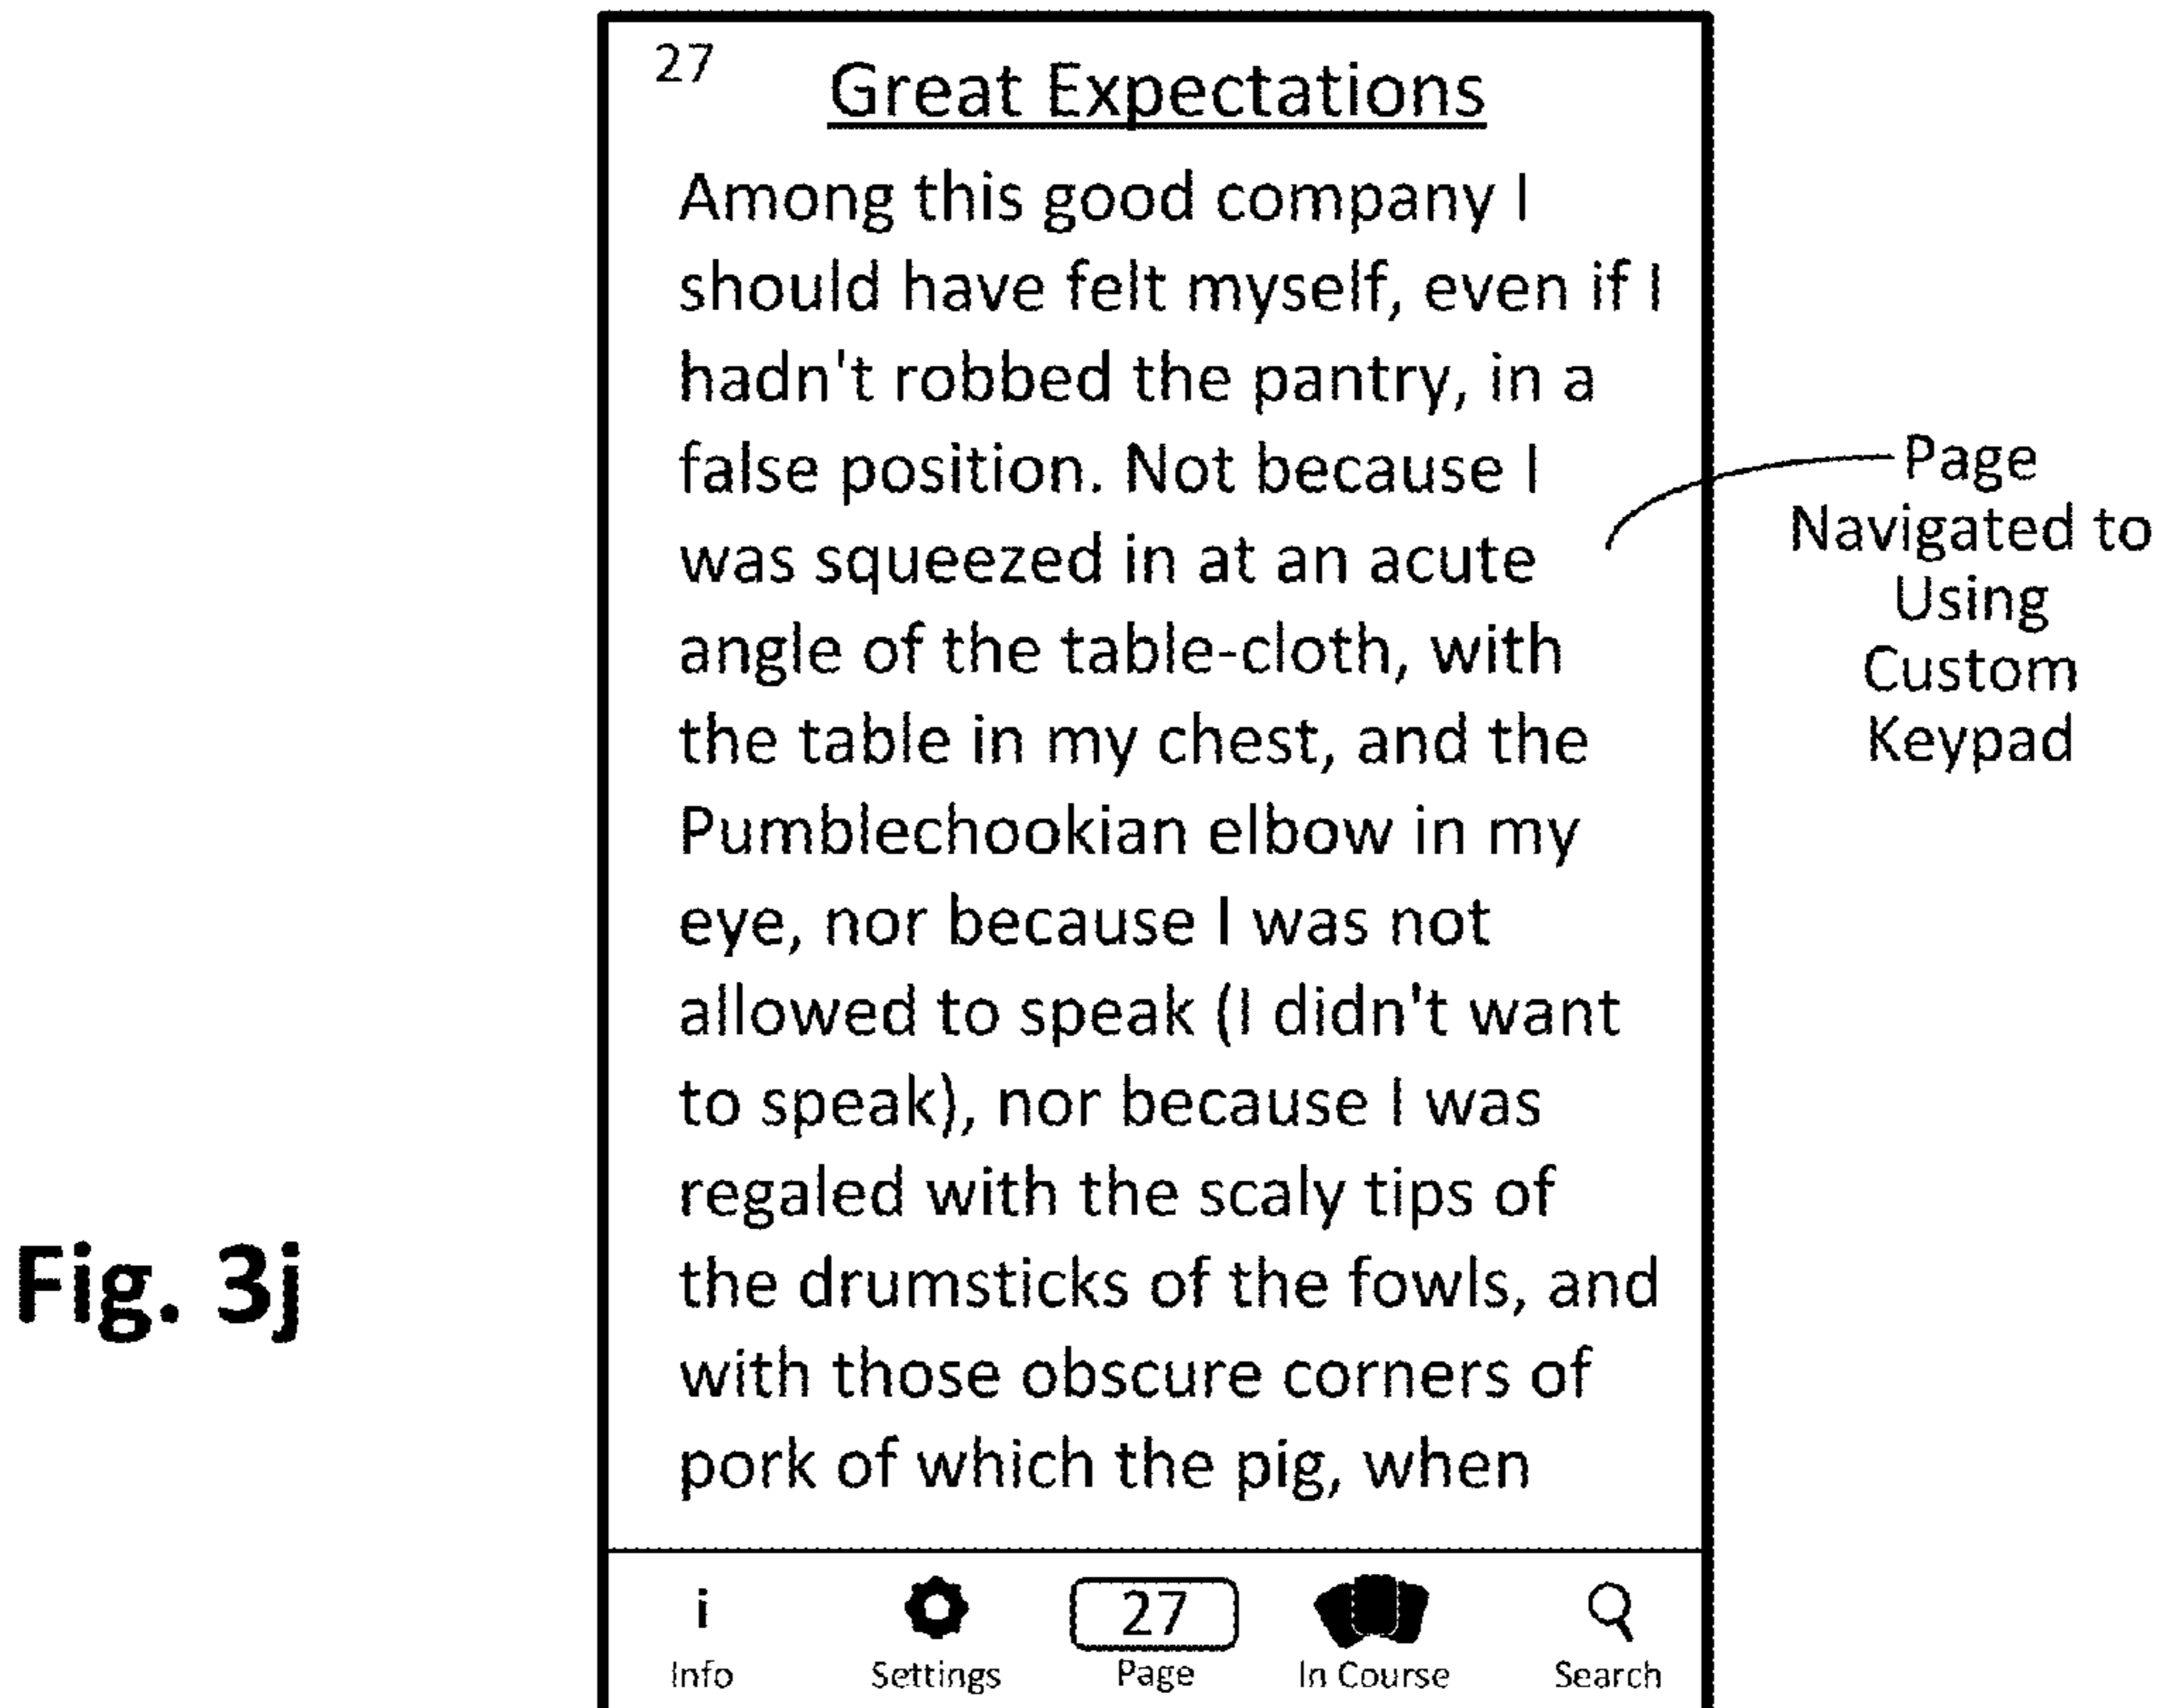 27
Great Expectations
Among this good company I
should have felt myself, even if I
hadn't robbed the pantry, in a
false position. Not because I
was squeezed in at an acute
angle of the table-cloth, with
the table in my chest, and the
Pumblechookian elbow in my
eye, nor because I was not
allowed to speak (I didn't want
to speak), nor because I was
regaled with the scaly tips of
the drumsticks of the fowls, and
with those obscure corners of
pork of which the pig, when
i
27
Info
Settings
Page
In Course
Search
Page
Navigated to
Using
Custom
Keypad
Fig. 3j